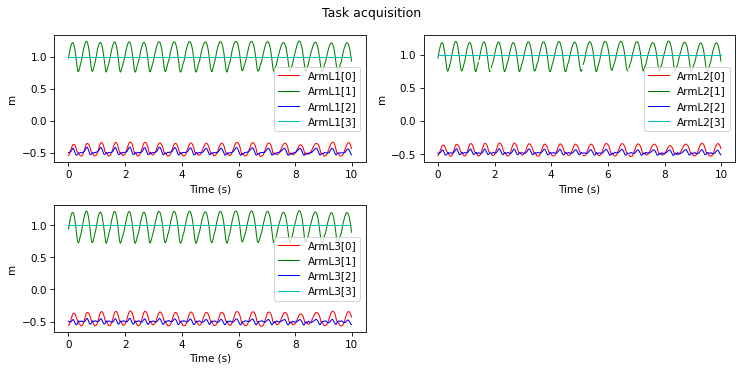 Task acquisition
1.0
0.5
0.0
−0.5
m
0 2 4 6 8 10
Time (s)
ArmL1[0]
ArmL1[1]
ArmL1[2]
ArmL1[3]
1.0
0.5
0.0
−0.5
m
0 2 4 6 8 10
Time (s)
ArmL2[0]
ArmL2[1]
ArmL2[2]
ArmL2[3]
1.0
0.5
0.0
−0.5
m
0 2 4 6 8 10
Time (s)
ArmL3[0]
ArmL3[1]
ArmL3[2]
ArmL3[3]